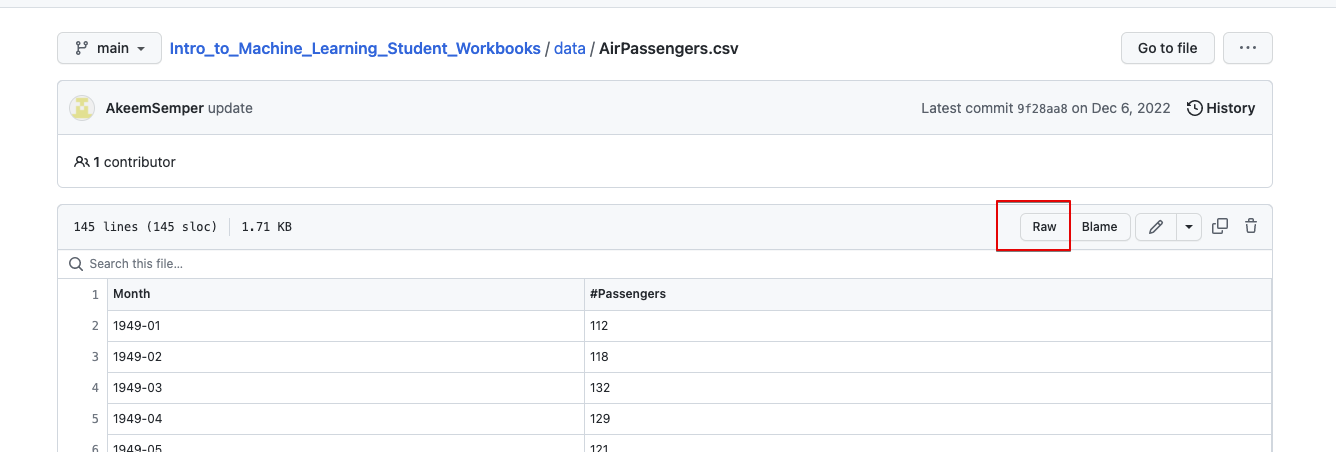 main Intro_to_Machine_Learning_Student_Workbooks / data / AirPassengers.csv Go to file ...
AkeemSemper update Latest commit 9f28aa8 on Dec 6, 2022 History
1 contributor
145 lines (145 sloc) 1.71 KB Raw Blame
Search this file...
1 Month #Passengers
2 1949-01 112
3 1949-02 118
4 1949-03 132
5 1949-04 129
6 1949-05 121